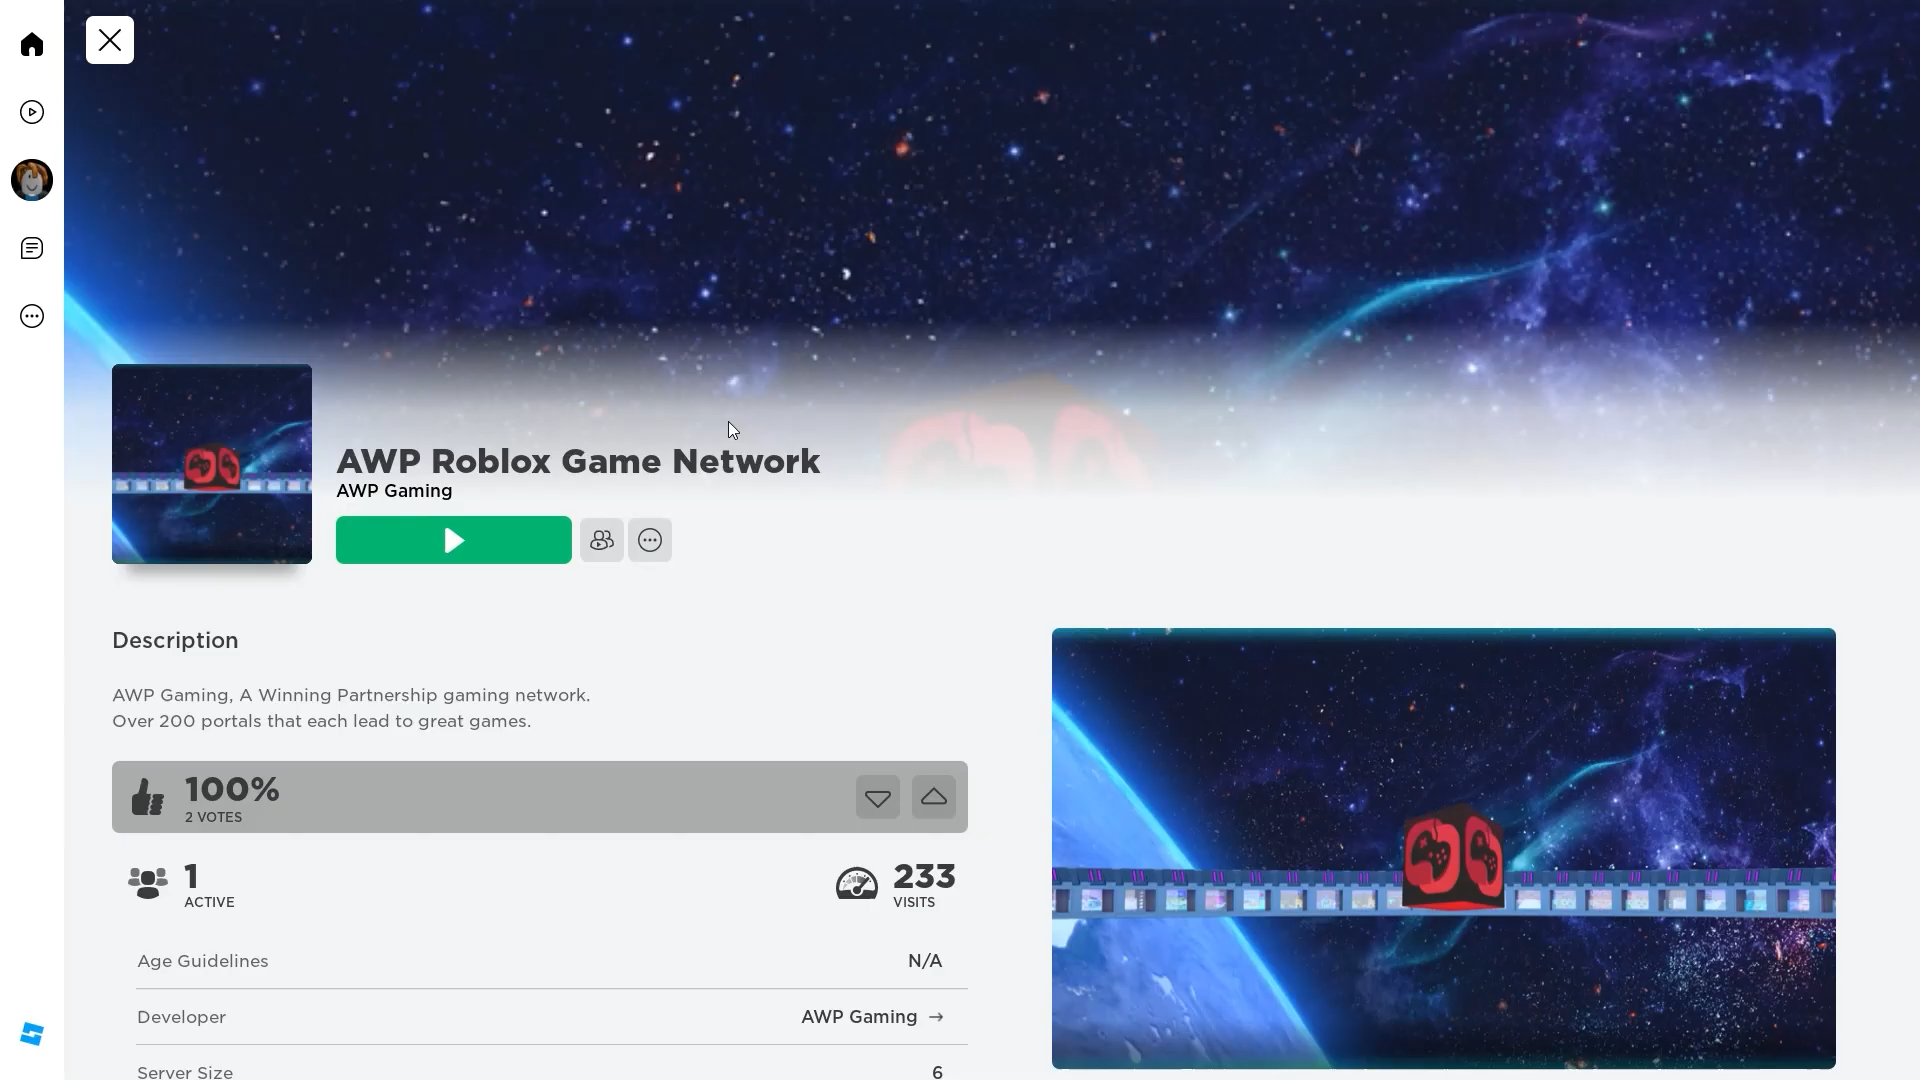 AWP Roblox Game Network
AWP Gaming
Description
AWP Gaming, A Winning Partnership gaming network.
Over 200 portals that each lead to great games.
100%
2 VOTES
1
ACTIVE
233
VISITS
Age Guidelines
N/A
Developer
AWP Gaming →
Server Size
6